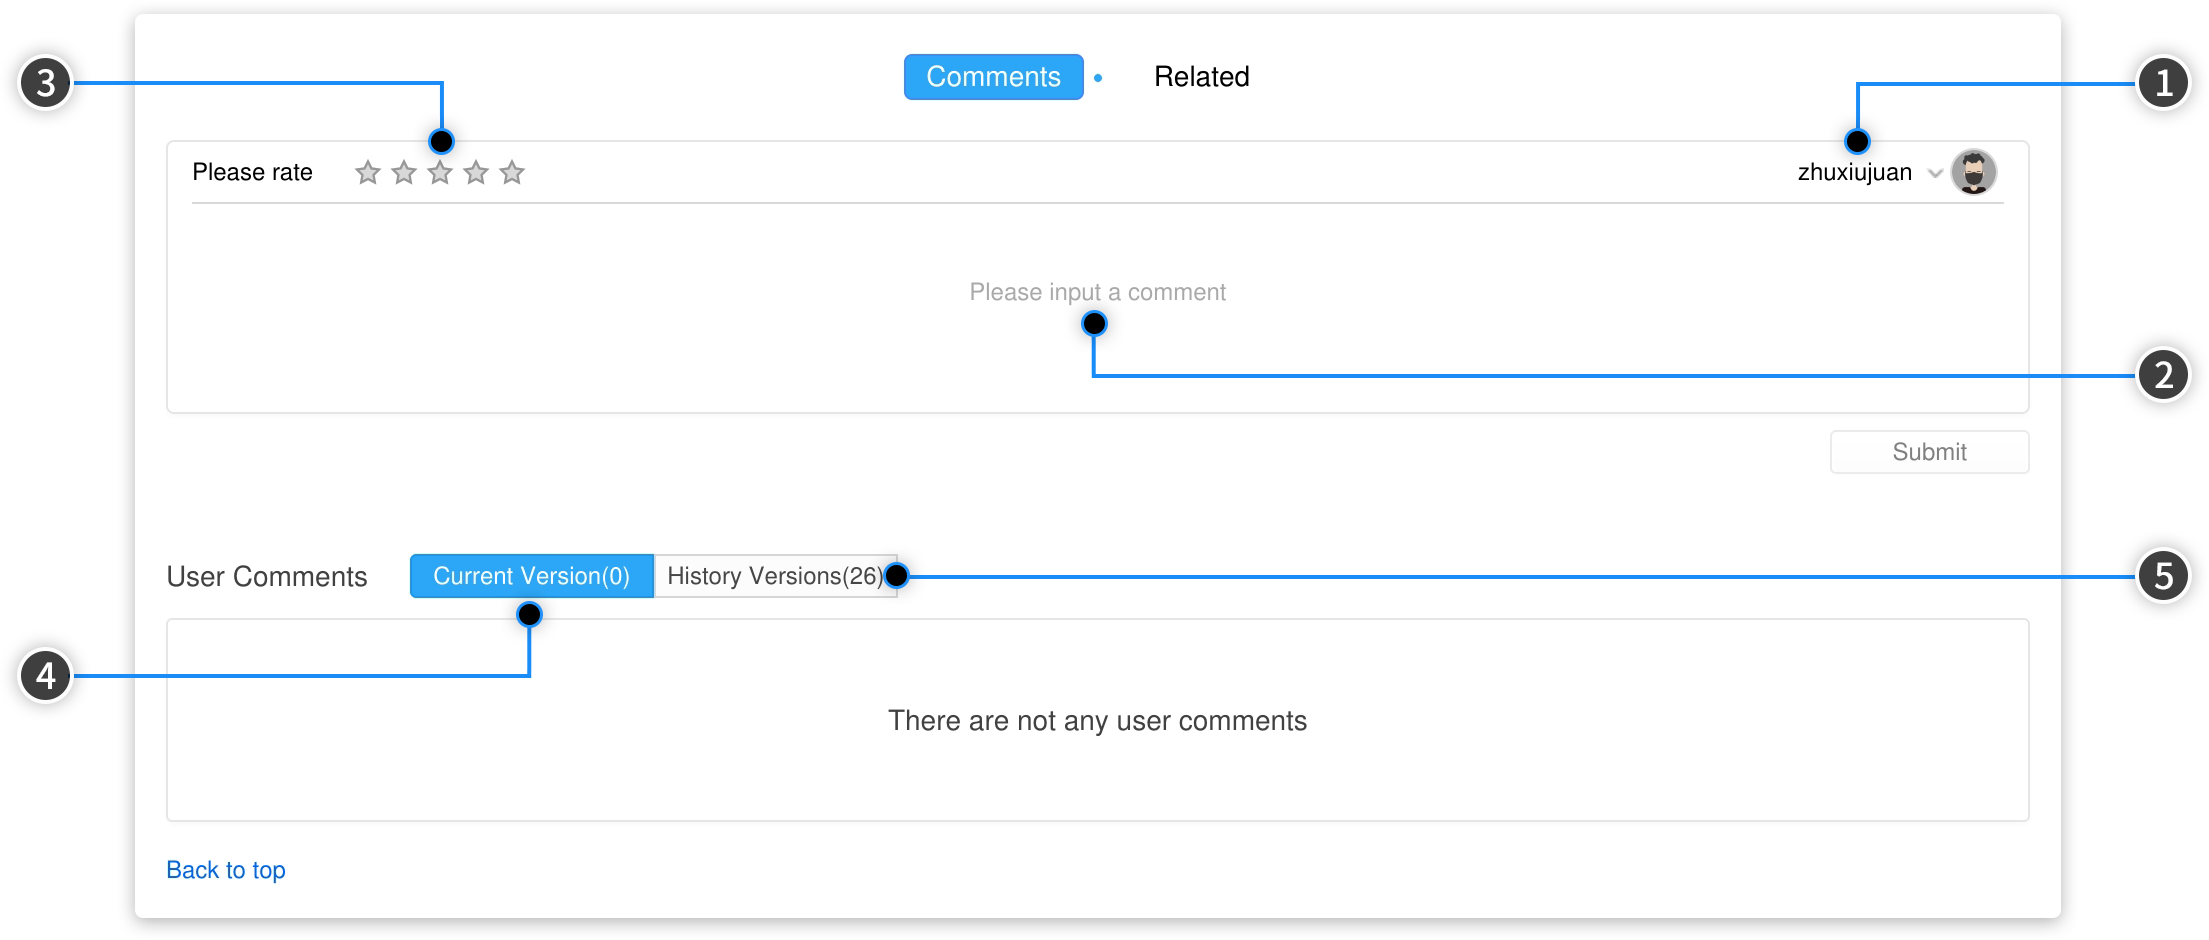 Comments Related
3
1
Please rate zhuxiujuan
Please input a comment
2
Submit
User Comments Current Version(0) History Versions(26)
5
4
There are not any user comments
Back to top